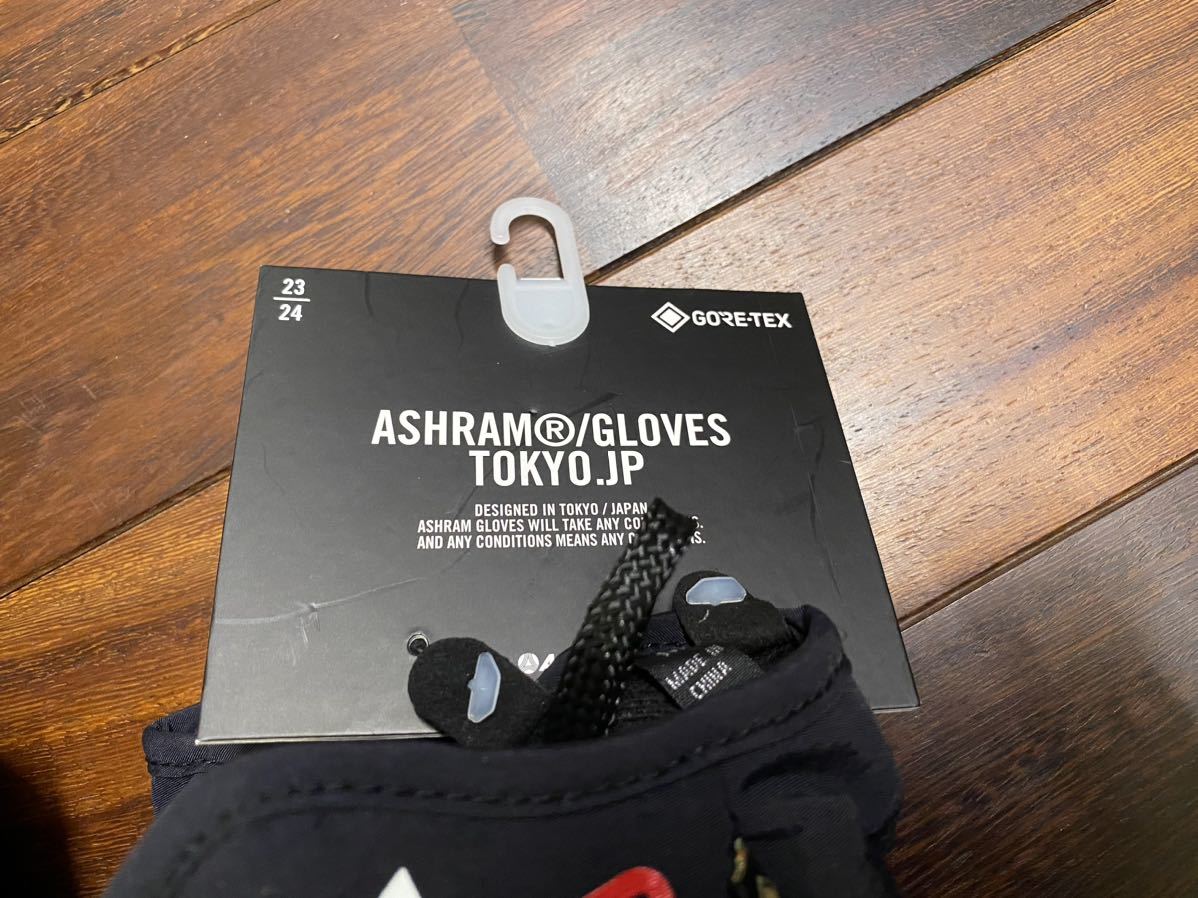 23
24
GORE-TEX
ASHRAM®/GLOVES
TOKYO.JP
DESIGNED IN TOKYO / JAPAN
ASHRAM GLOVES WILL TAKE ANY
AND ANY CONDITIONS MEANS ANY
MADE IN
CHINA